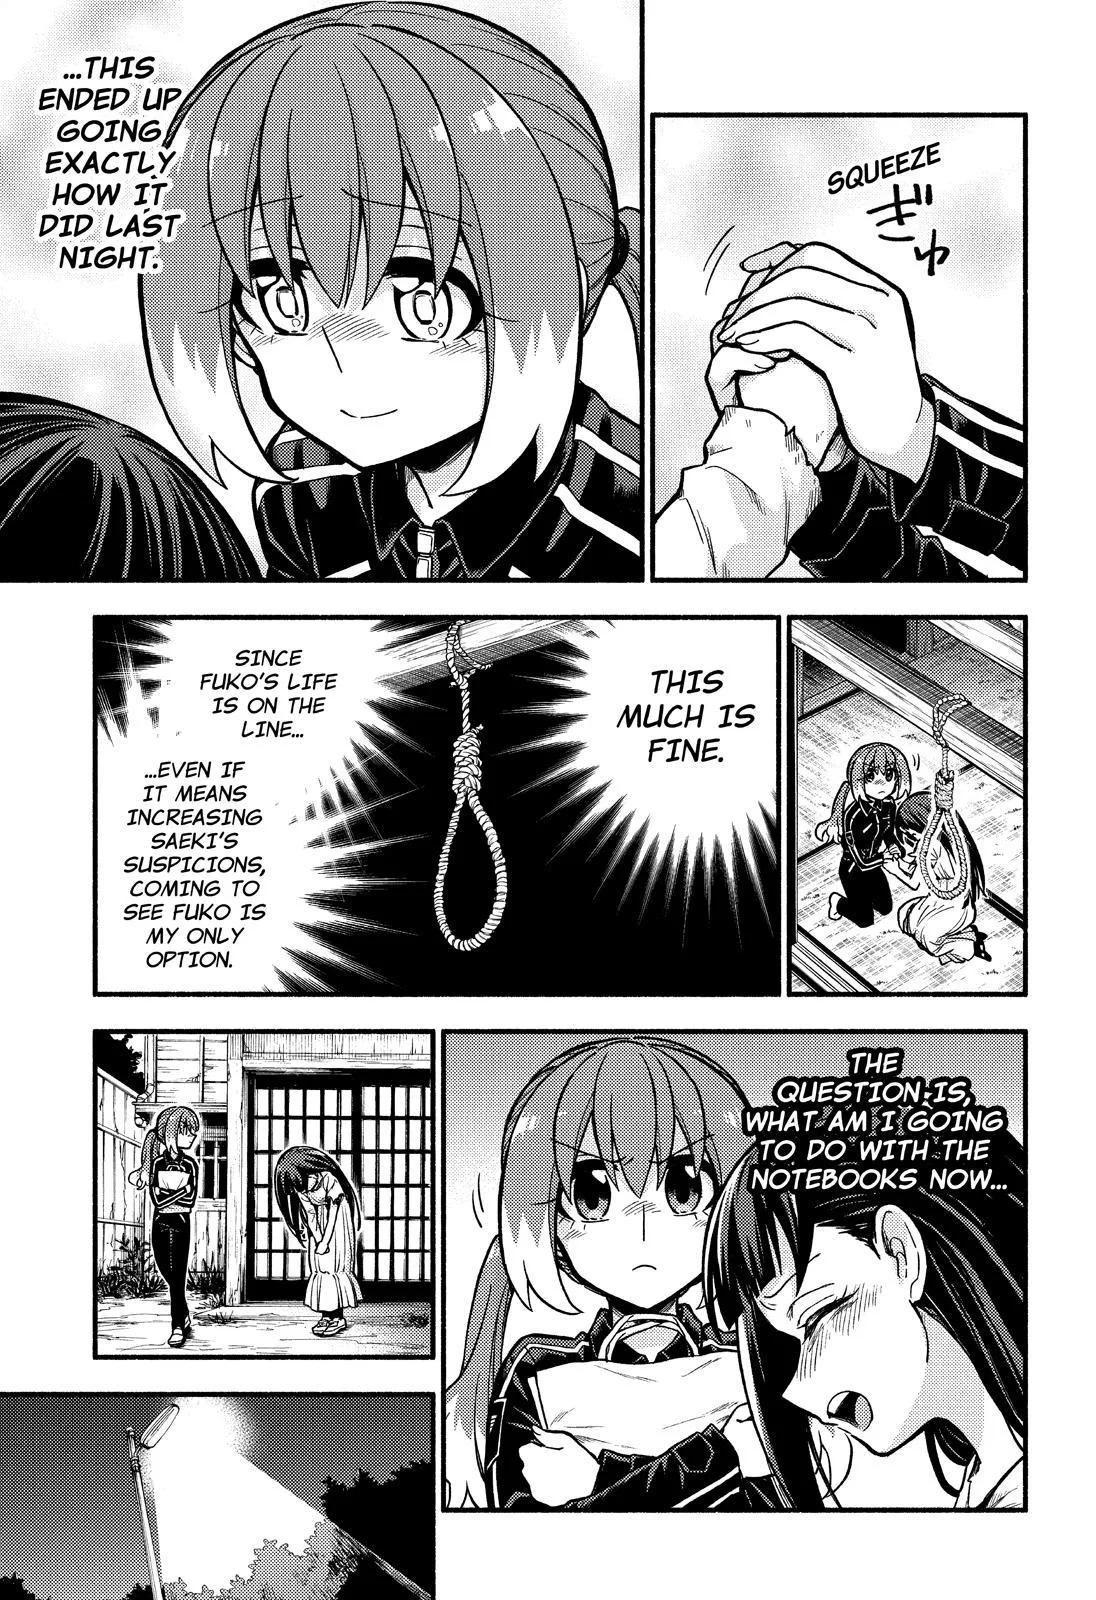 SQUEEZE
ぎゅ
...THIS
ENDED UP
GOING
EXACTLY
HOW IT
DID LAST
NIGHT.
THIS
MUCH IS
FINE.
SINCE
FUKO'S LIFE
IS ON THE
LINE...
...EVEN IF
IT MEANS
INCREASING
SAEKI'S
SUSPICIONS,
COMING TO
SEE FUKO IS
MY ONLY
OPTION.
THE
QUESTION IS,
WHAT AM I GOING
TO DO WITH THE
NOTEBOOKS NOW...